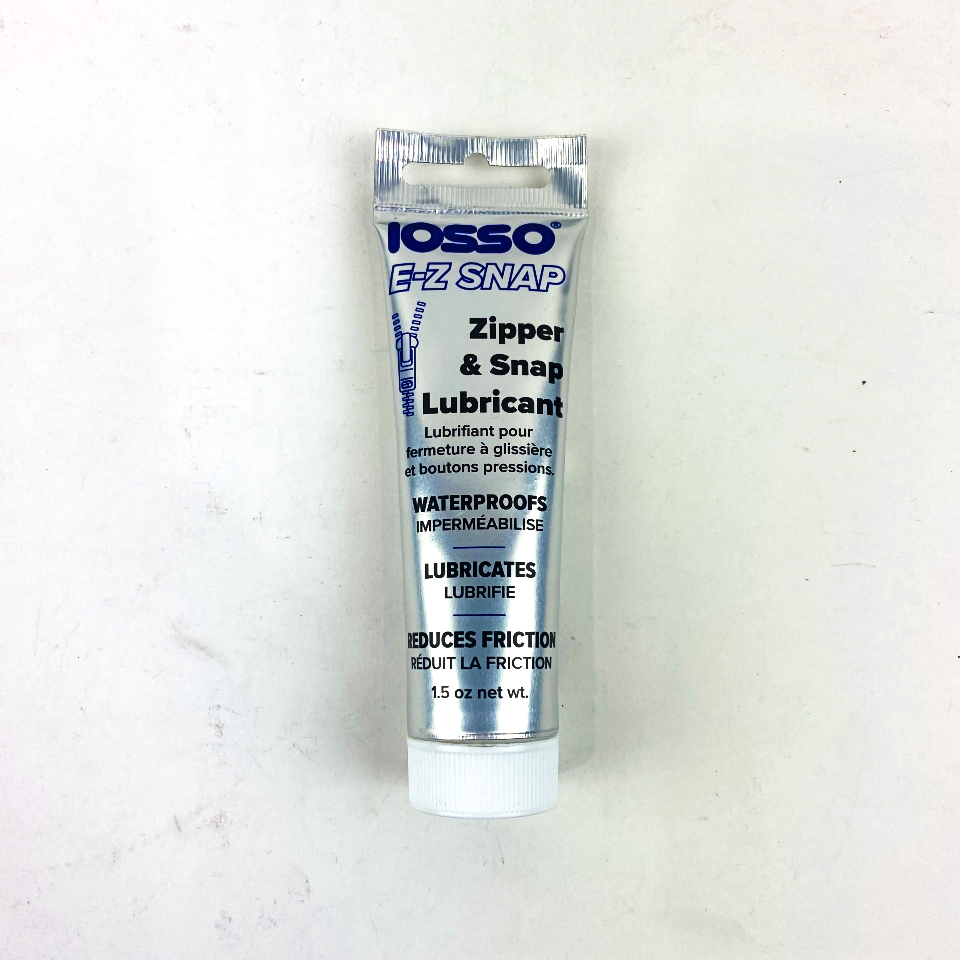 IOSSO®
E-Z SNAP
Zipper
& Snap
Lubricant
Lubrifiant pour
fermeture à glissière
et boutons pressions.
WATERPROOFS
IMPERMÉABILISE
LUBRICATES
LUBRIFIE
REDUCES FRICTION
RÉDUIT LA FRICTION
1.5 oz net wt.